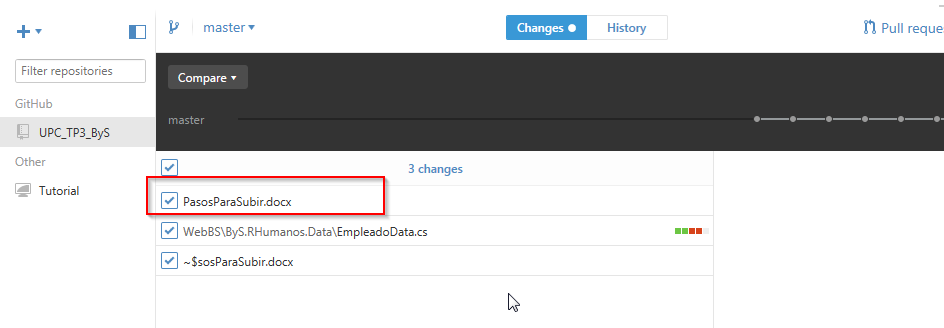 master
Changes
History
Pull reque
Filter repositories
Compare
GitHub
master
UPC_TP3_ByS
Other
3 changes
Tutorial
PasosParaSubir.docx
WebBS\ByS.RHumanos.Data\EmpleadoData.cs
~$sosParaSubir.docx